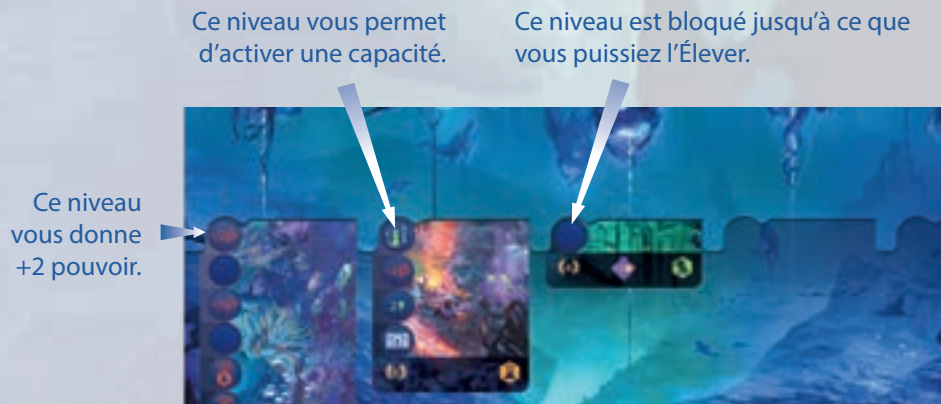 Ce niveau vous permet
d’activer une capacité.
Ce niveau est bloqué jusqu’à ce que
vous puissiez l’Élever.
Ce niveau
vous donne
+2 pouvoir.